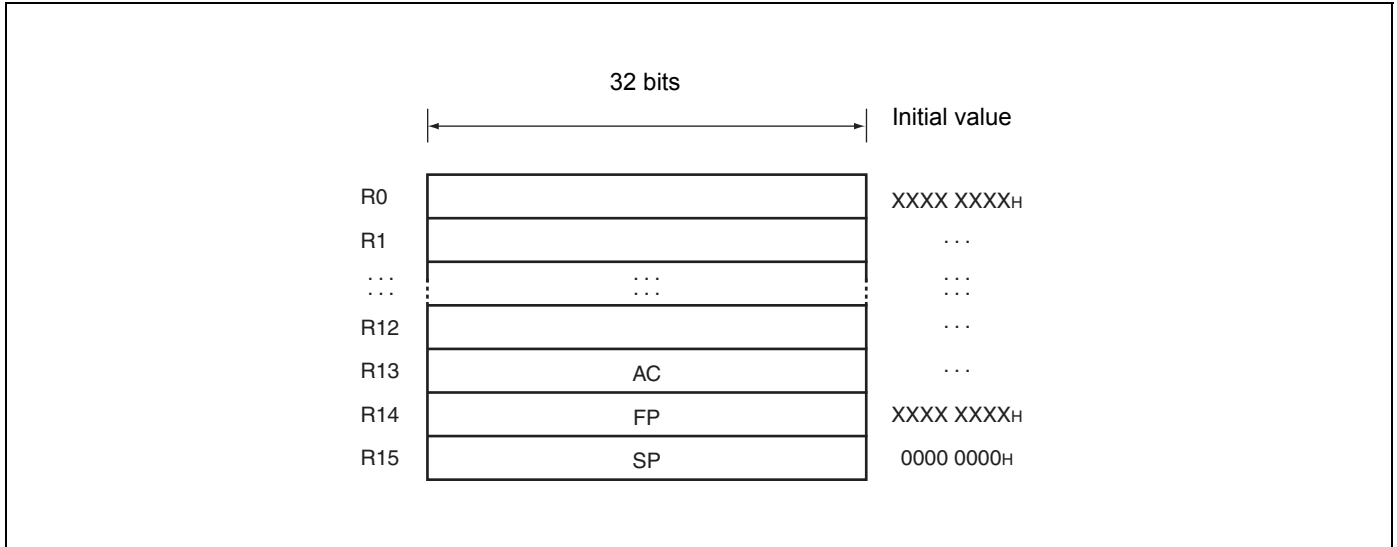 32 bits
Initial value
R0 XXXX XXXXH
R1 ...
... ... ...
... ... ...
R12 ...
R13 AC ...
R14 FP XXXX XXXXH
R15 SP 0000 0000H